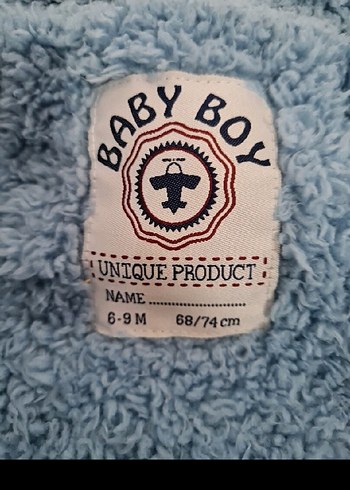 BABY BOY
UNIQUE PRODUCT
NAME..........................
6-9 M 68/74 cm